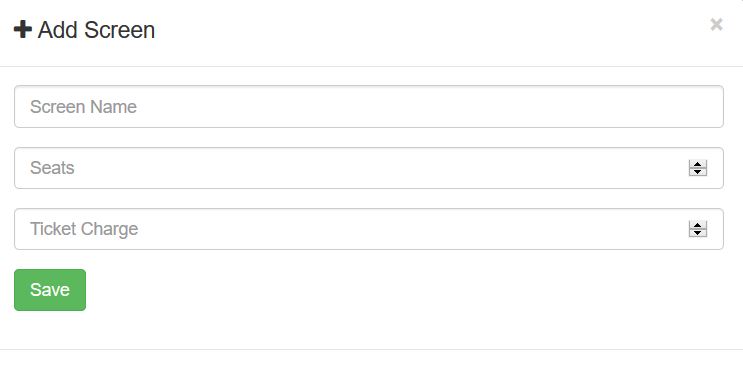 Add Screen
×
Screen Name
Seats
Ticket Charge
Save